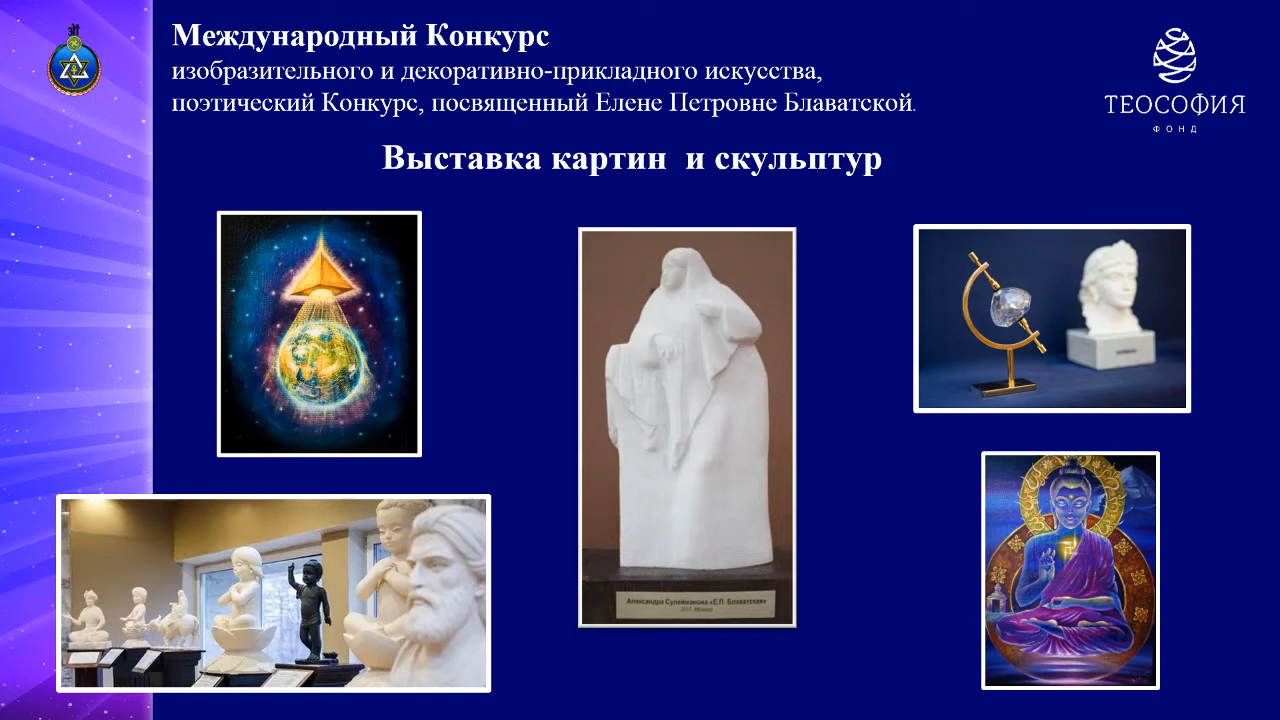 Международный Конкурс
изобразительного и декоративно-прикладного искусства,
поэтический Конкурс, посвященный Елене Петровне Блаватской.
ТЕОСОФИЯ
ФОНД
Выставка картин и скульптур
Александра Сулейманова «Е.П. Блаватская»